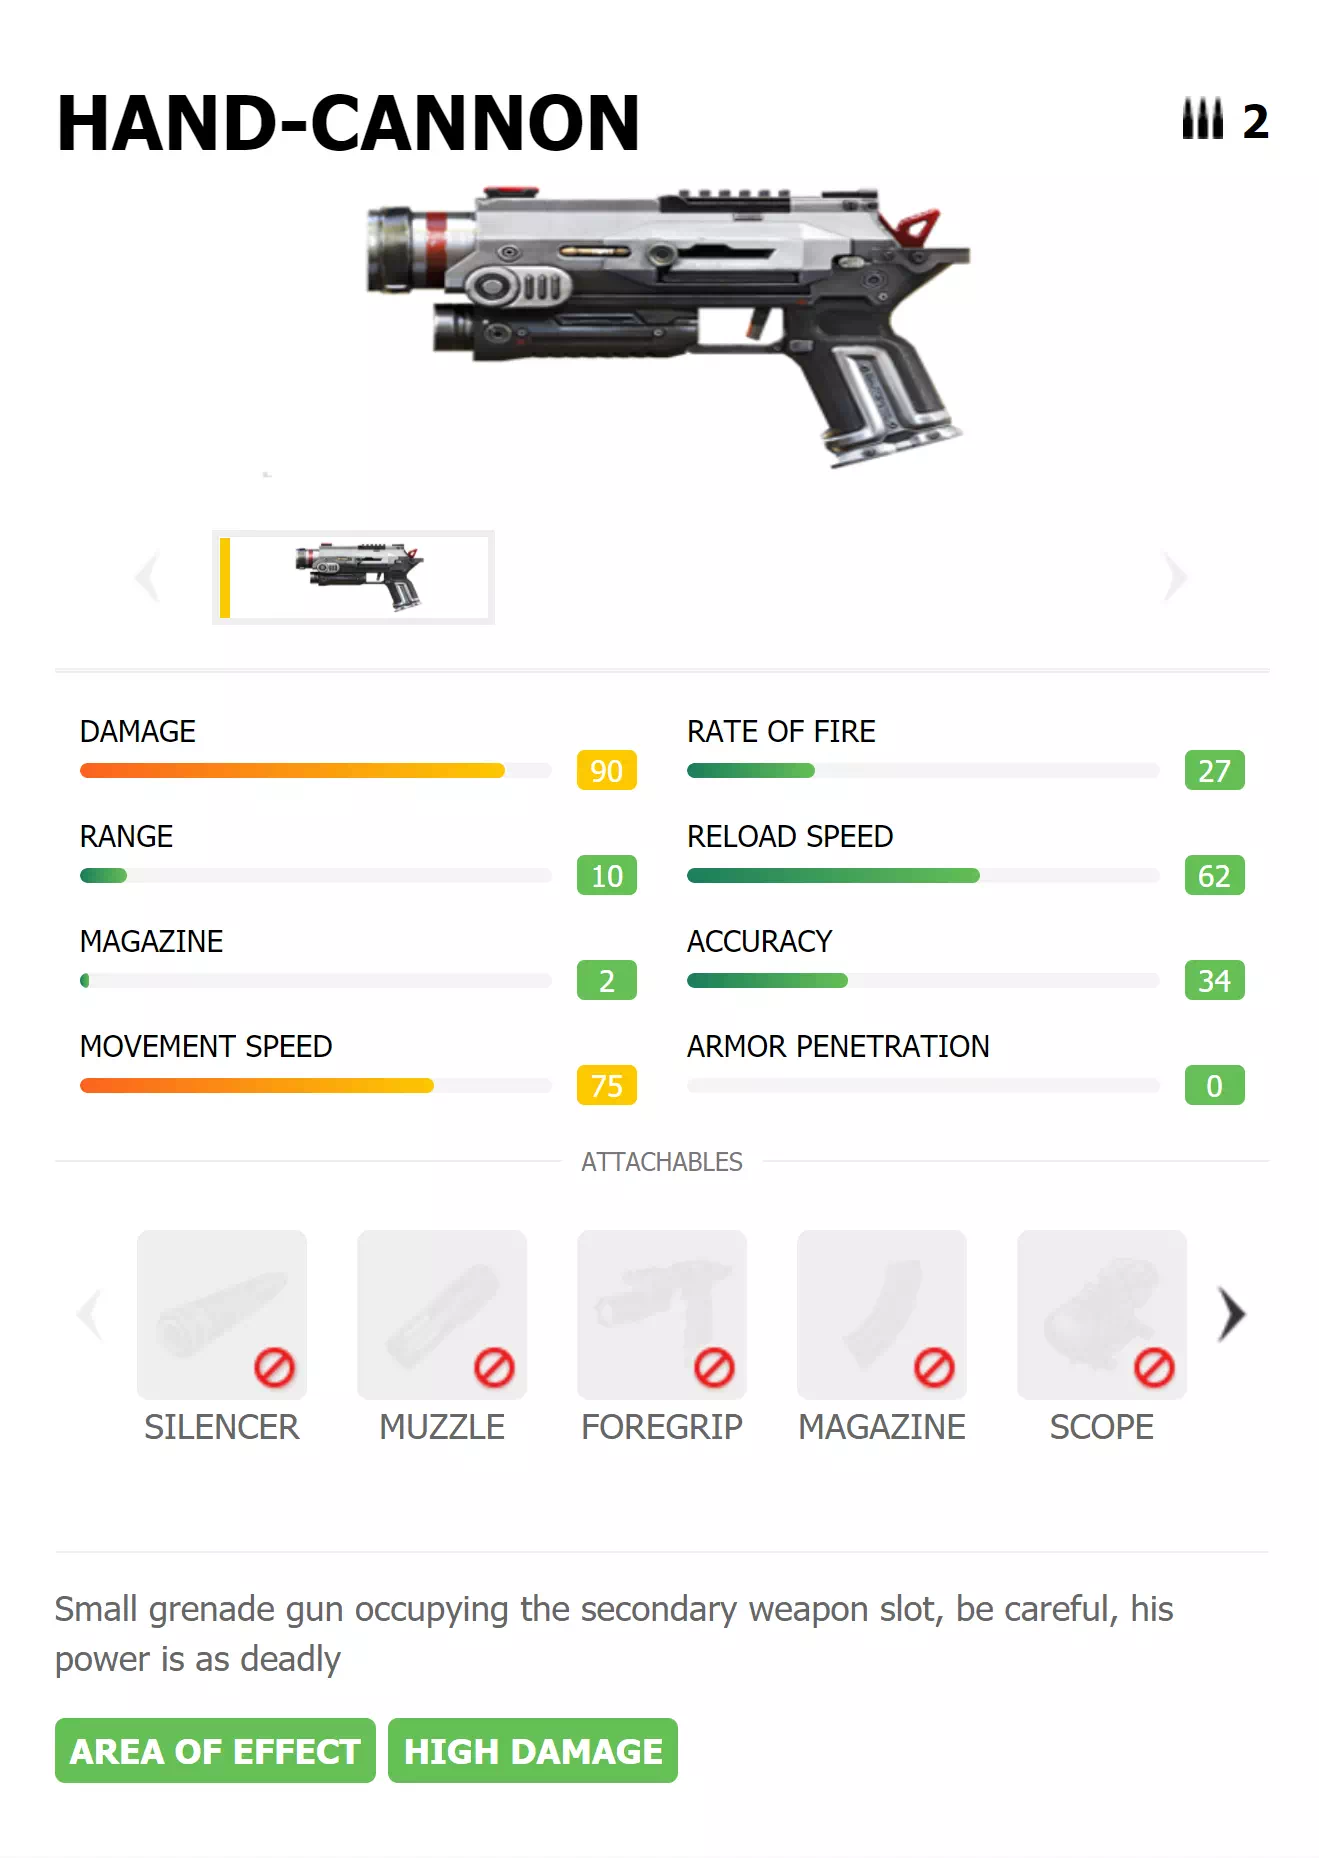 HAND-CANNON
2
DAMAGE
90
RATE OF FIRE
27
RANGE
10
RELOAD SPEED
62
MAGAZINE
2
ACCURACY
34
MOVEMENT SPEED
75
ARMOR PENETRATION
0
ATTACHABLES
SILENCER
MUZZLE
FOREGRIP
MAGAZINE
SCOPE
Small grenade gun occupying the secondary weapon slot, be careful, his
power is as deadly
AREA OF EFFECT
HIGH DAMAGE